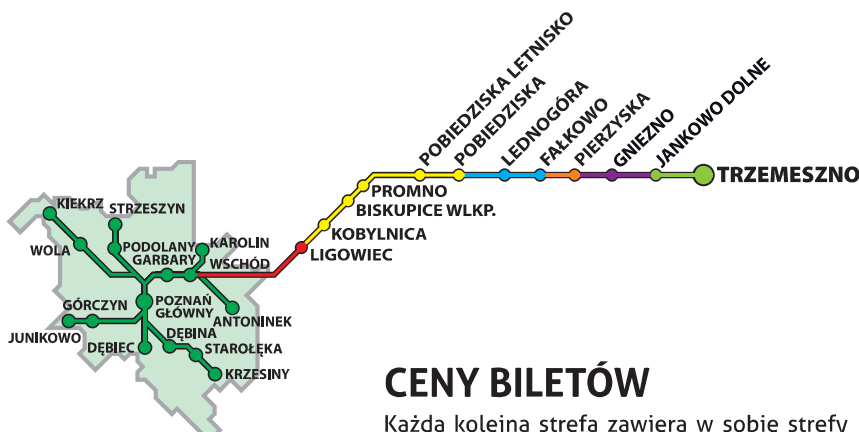 POBIEDZISKA LETNISKO
POBIEDZISKA
LEDNOGÓRA
FAŁKOWO
PIERZYSKA
GNIEZNO
JANKOWO DOLNE
TRZEMESZNO
PROMNO
BISKUPICE WLKP.
KOBYLNICA
LIGOWIEC
KIEKRZ
STRZESZYN
WOLA
PODOLANY
KAROLIN
GARBARY
WSCHÓD
GÓRCZYN
POZNAŃ
GŁÓWNY
ANTONINEK
JUNIKOWO
DĘBINA
DĘBIEC
STAROŁĘKA
KRZESINY
CENY BILETÓW
Każda kolejna strefa zawiera w sobie strefy